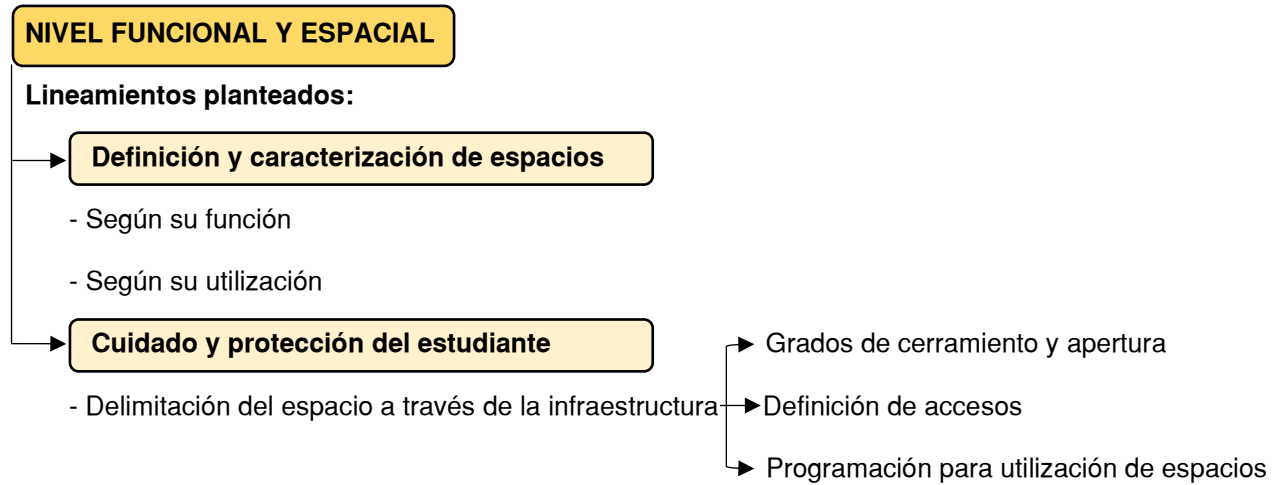 NIVEL FUNCIONAL Y ESPACIAL
Lineamientos planteados:
Definición y caracterización de espacios
- Según su función
- Según su utilización
Cuidado y protección del estudiante
- Delimitación del espacio a través de la infraestructura
Grados de cerramiento y apertura
Definición de accesos
Programación para utilización de espacios